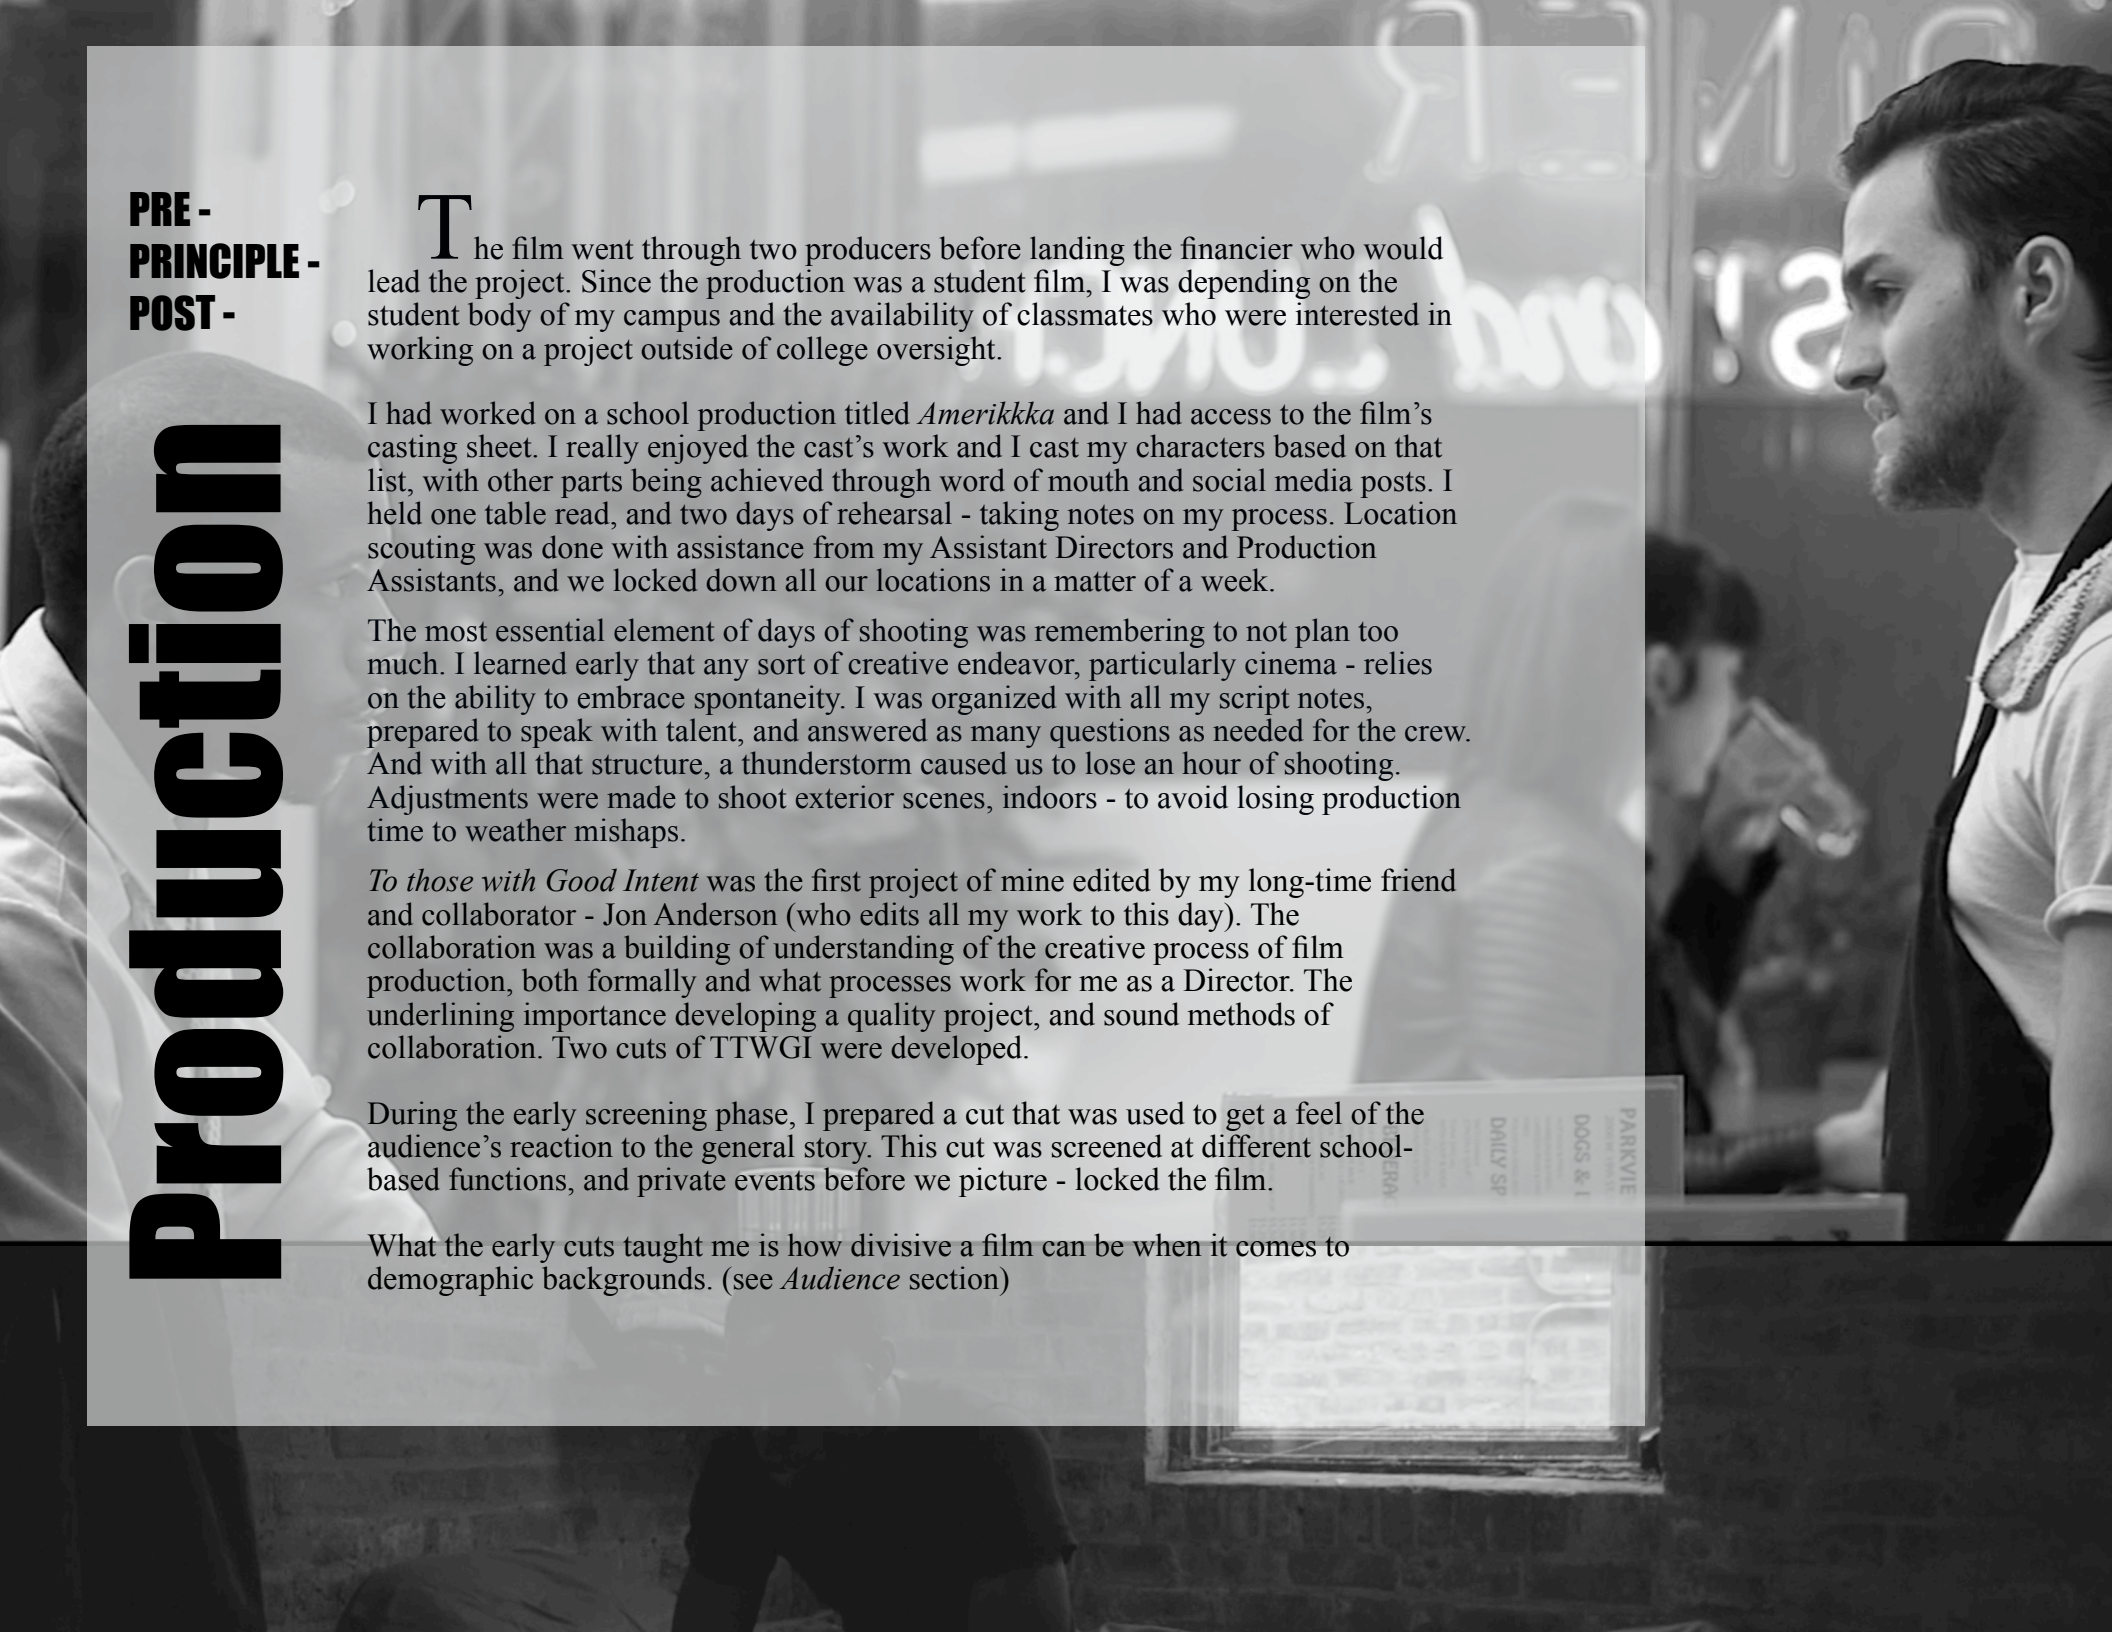 PRE -
PRINCIPLE -
POST -
Production
The film went through two producers before landing the financier who would
lead the project. Since the production was a student film, I was depending on the
student body of my campus and the availability of classmates who were interested in
working on a project outside of college oversight.
I had worked on a school production titled Amerikkka and I had access to the film’s
casting sheet. I really enjoyed the cast’s work and I cast my characters based on that
list, with other parts being achieved through word of mouth and social media posts. I
held one table read, and two days of rehearsal - taking notes on my process. Location
scouting was done with assistance from my Assistant Directors and Production
Assistants, and we locked down all our locations in a matter of a week.
The most essential element of days of shooting was remembering to not plan too
much. I learned early that any sort of creative endeavor, particularly cinema - relies
on the ability to embrace spontaneity. I was organized with all my script notes,
prepared to speak with talent, and answered as many questions as needed for the crew.
And with all that structure, a thunderstorm caused us to lose an hour of shooting.
Adjustments were made to shoot exterior scenes, indoors - to avoid losing production
time to weather mishaps.
To those with Good Intent was the first project of mine edited by my long-time friend
and collaborator - Jon Anderson (who edits all my work to this day). The
collaboration was a building of understanding of the creative process of film
production, both formally and what processes work for me as a Director. The
underlining importance developing a quality project, and sound methods of
collaboration. Two cuts of TTWGI were developed.
During the early screening phase, I prepared a cut that was used to get a feel of the
audience’s reaction to the general story. This cut was screened at different school-
based functions, and private events before we picture - locked the film.
What the early cuts taught me is how divisive a film can be when it comes to
demographic backgrounds. (see Audience section)
DINER
and LUNCH
PARKVIE
DOGS &
DAILY SP